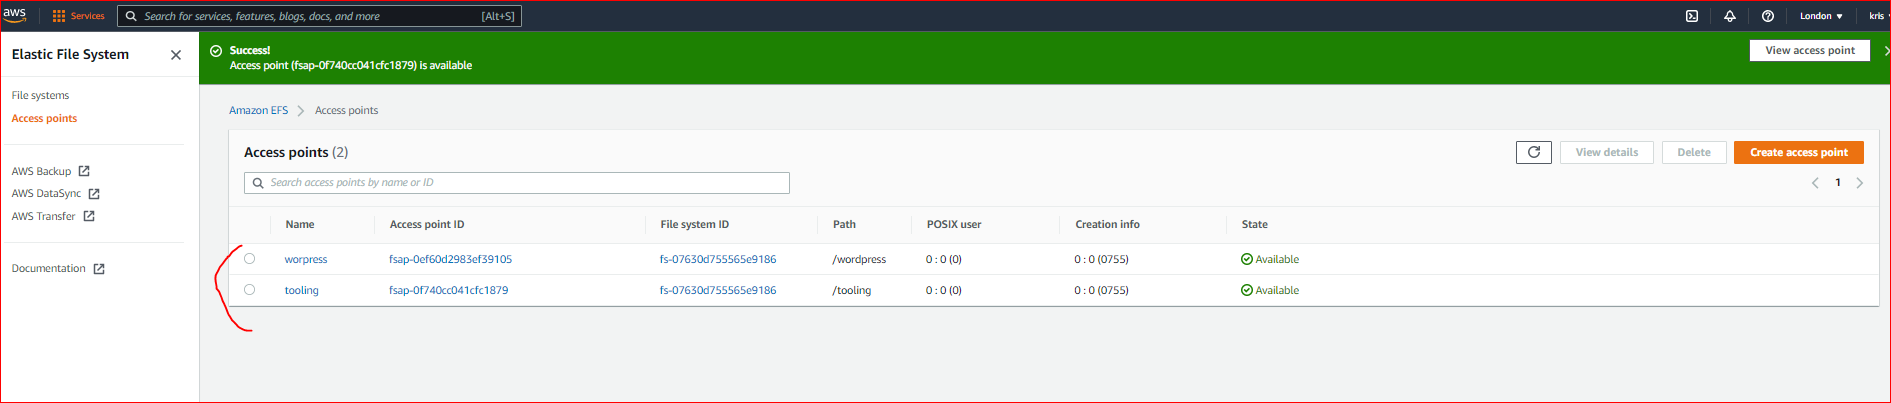 aws Services Search for services, features, blogs, docs, and more [Alt+S] London ▼ kris
Elastic File System
Success!
Access point (fsap-0f740cc041cfc1879) is available
View access point
File systems
Access points
AWS Backup
AWS DataSync
AWS Transfer
Documentation
Amazon EFS > Access points
Access points (2) View details Delete Create access point
Search access points by name or ID < 1 >
Name Access point ID File system ID Path POSIX user Creation info State
worpress fsap-0ef60d2983ef39105 fs-07630d755565e9186 /wordpress 0 : 0 (0) 0 : 0 (0755) Available
tooling fsap-0f740cc041cfc1879 fs-07630d755565e9186 /tooling 0 : 0 (0) 0 : 0 (0755) Available